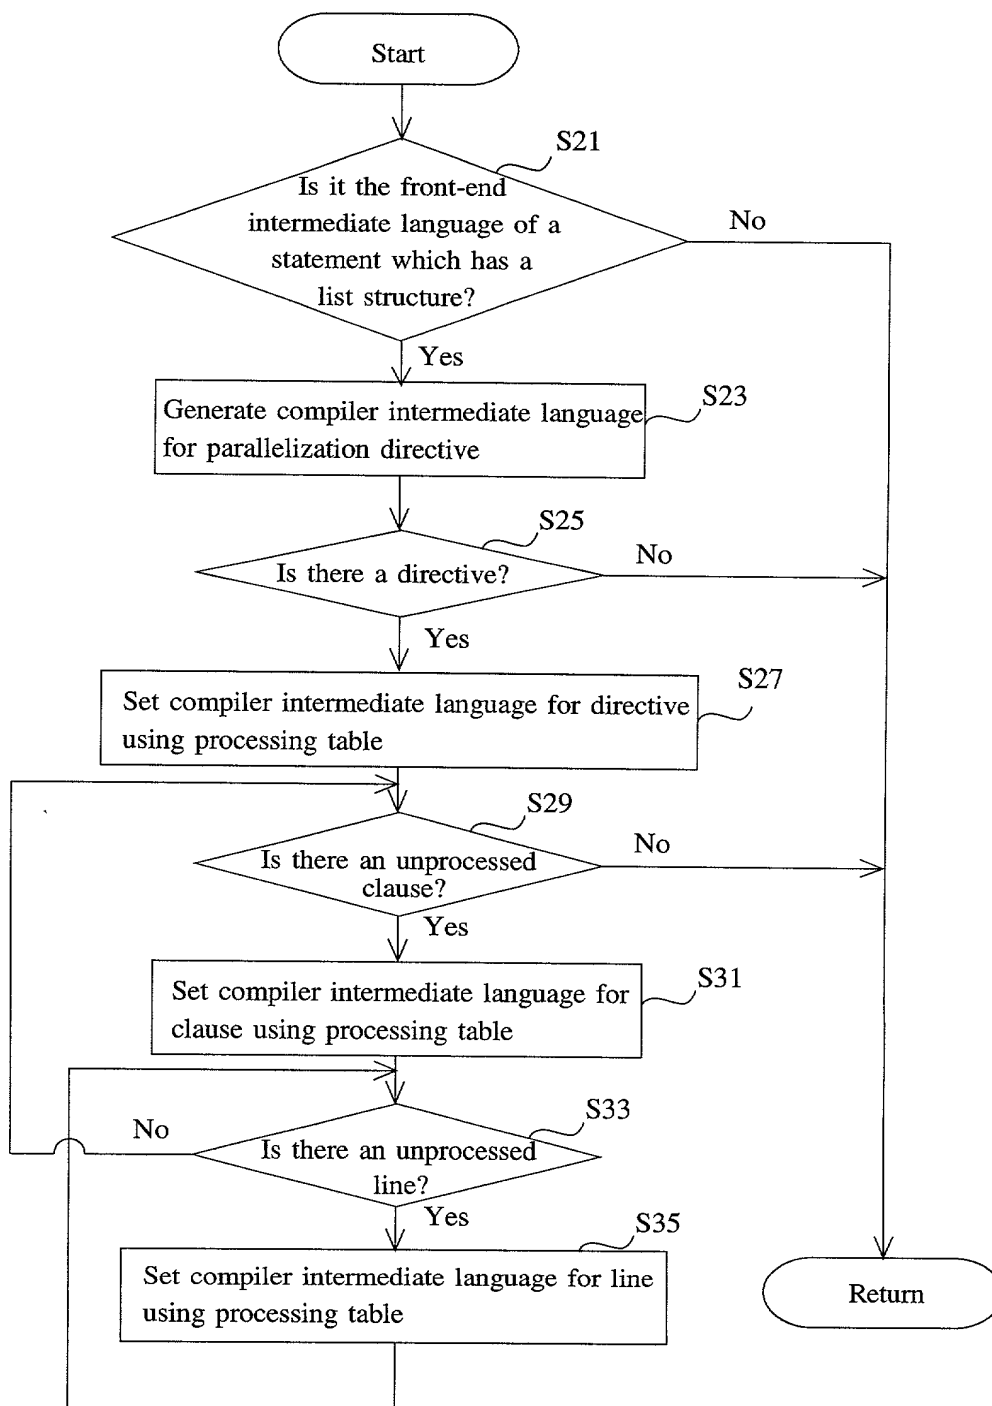 Start
S21
Is it the front-end
intermediate language of a
statement which has a
list structure?
No
Yes
S23
Generate compiler intermediate language
for parallelization directive
S25
Is there a directive?
No
Yes
S27
Set compiler intermediate language for directive
using processing table
S29
Is there an unprocessed
clause?
No
Yes
S31
Set compiler intermediate language for
clause using processing table
S33
No
Is there an unprocessed
line?
Yes
S35
Set compiler intermediate language for line
using processing table
Return